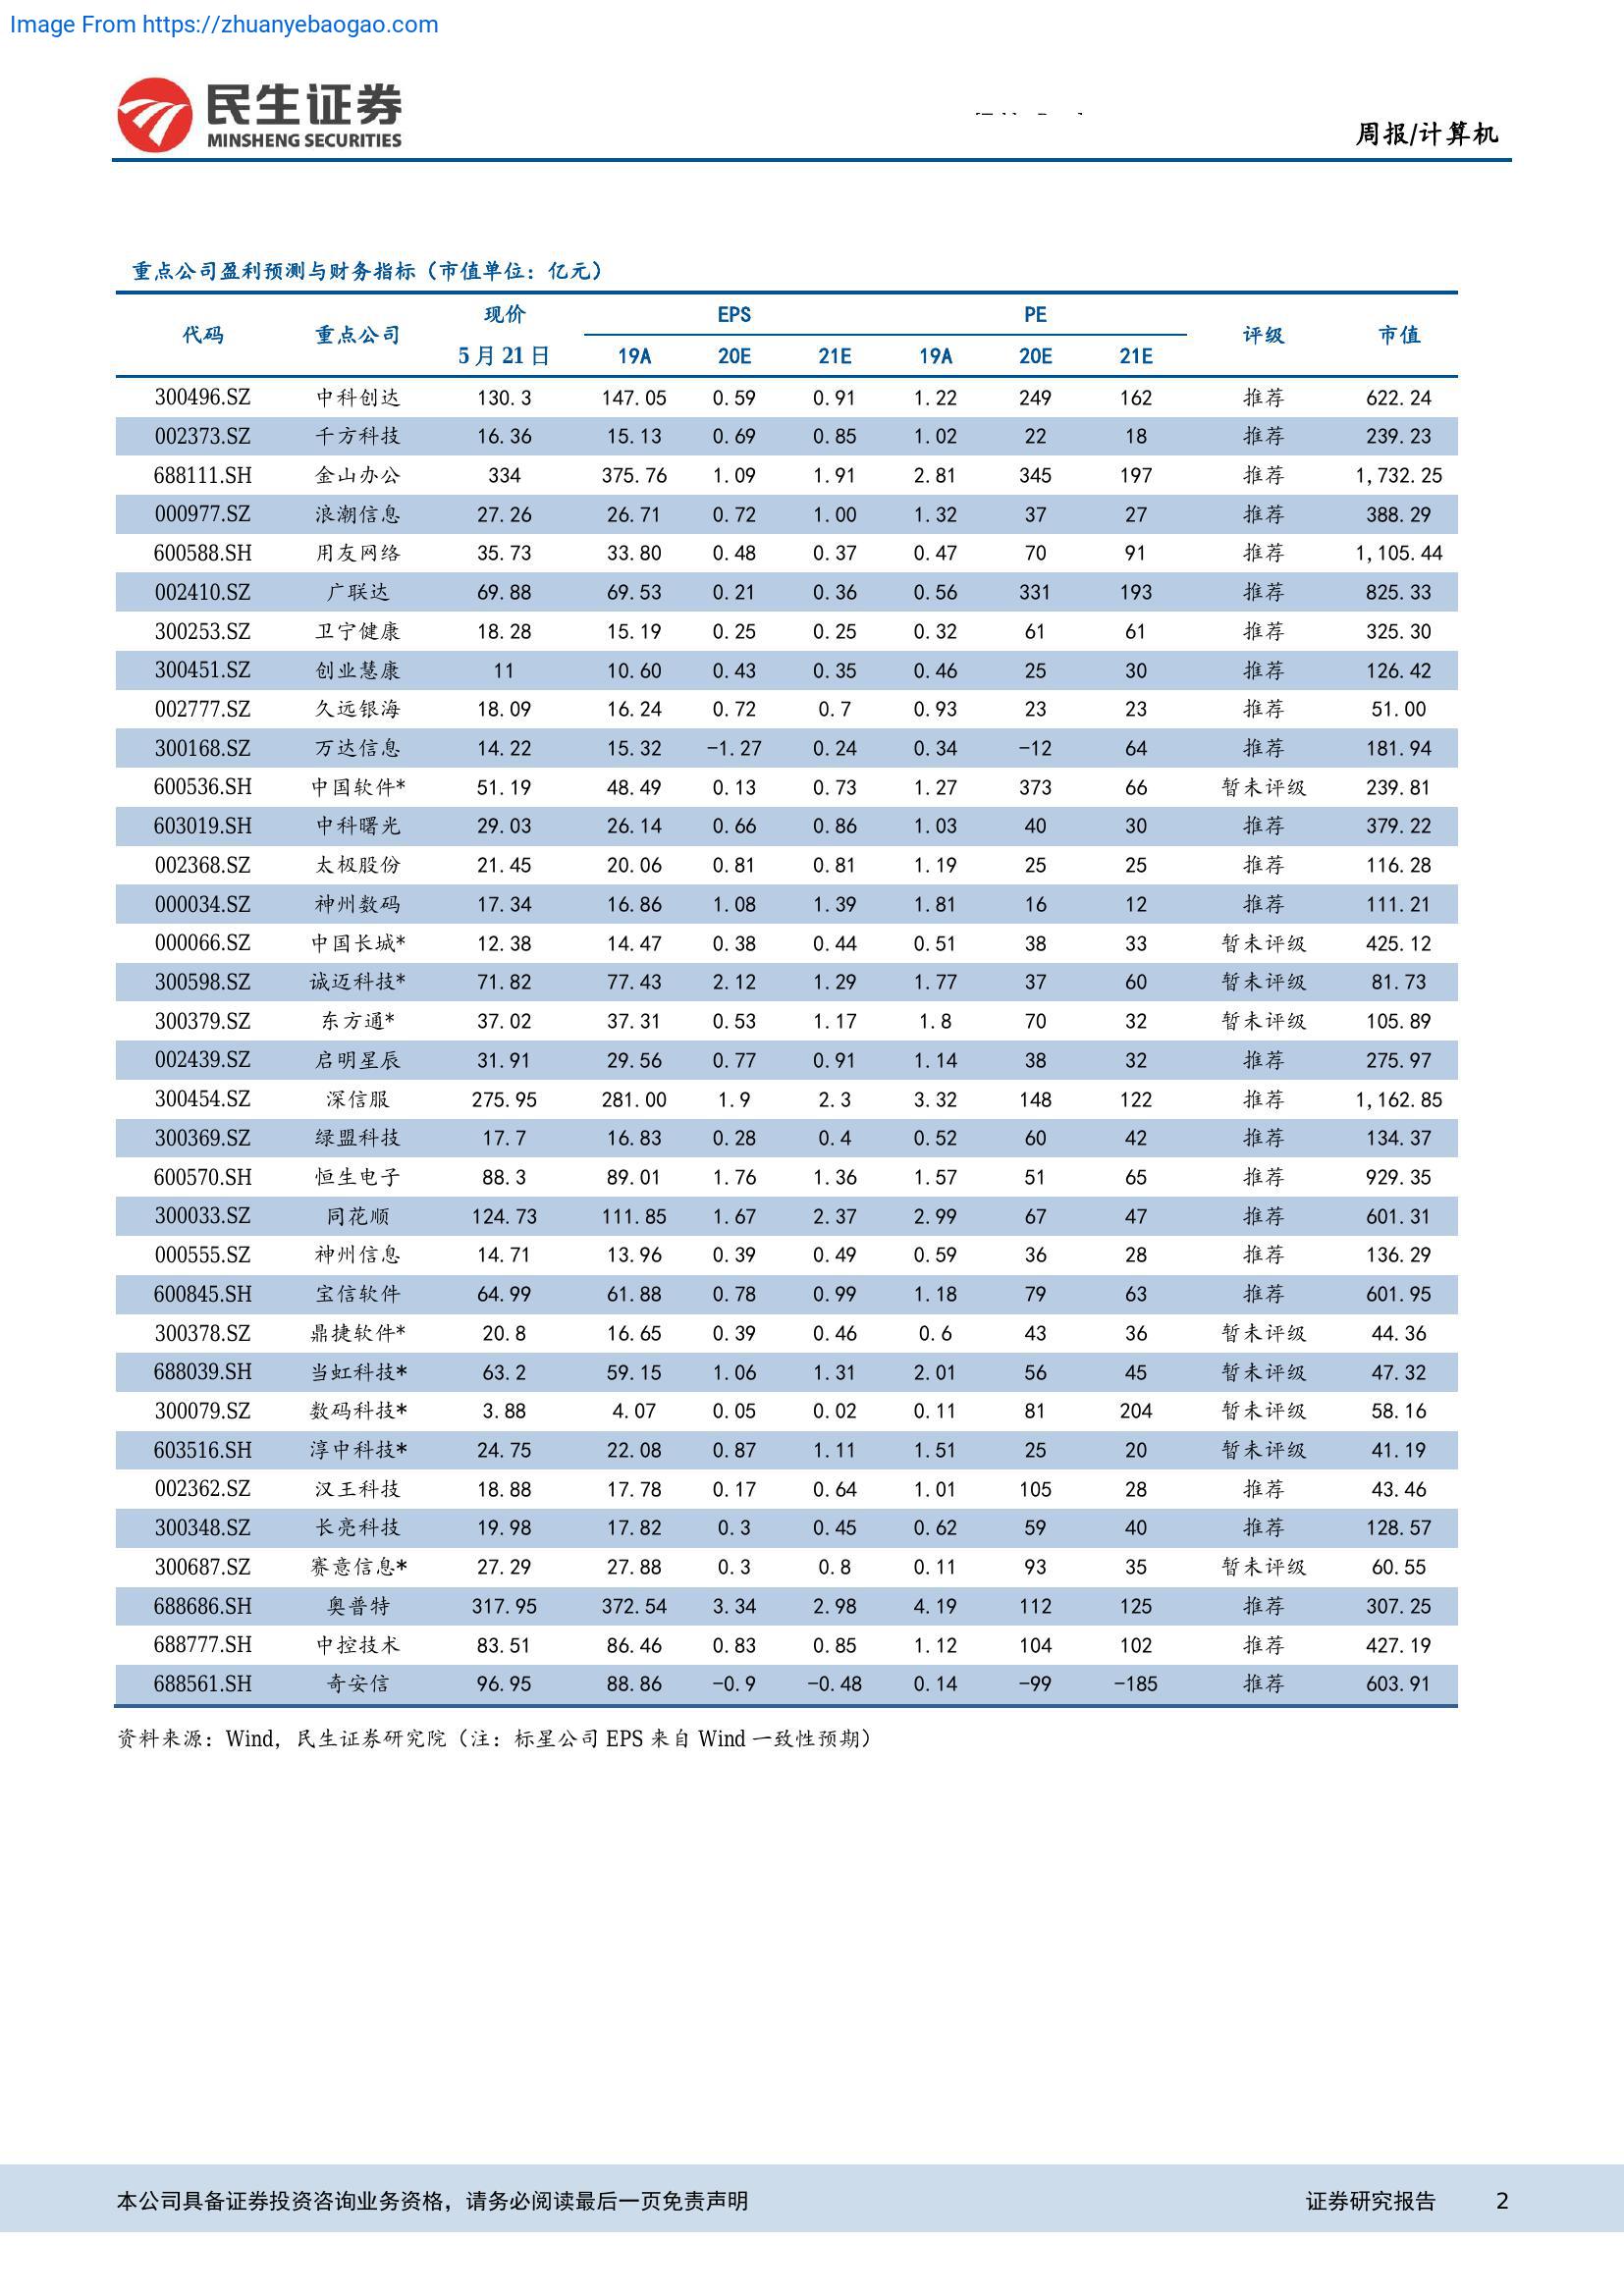 Image From https://zhuanyebaogao.com
民生证券
MINSHENG SECURITIES
周报/计算机
重点公司盈利预测与财务指标（市值单位：亿元）
代码 重点公司 现价 EPS PE 评级 市值
5月21日 19A 20E 21E 19A 20E 21E
300496.SZ 中科创达 130.3 147.05 0.59 0.91 1.22 249 162 推荐 622.24
002373.SZ 千方科技 16.36 15.13 0.69 0.85 1.02 22 18 推荐 239.23
688111.SH 金山办公 334 375.76 1.09 1.91 2.81 345 197 推荐 1,732.25
000977.SZ 浪潮信息 27.26 26.71 0.72 1.00 1.32 37 27 推荐 388.29
600588.SH 用友网络 35.73 33.80 0.48 0.37 0.47 70 91 推荐 1,105.44
002410.SZ 广联达 69.88 69.53 0.21 0.36 0.56 331 193 推荐 825.33
300253.SZ 卫宁健康 18.28 15.19 0.25 0.25 0.32 61 61 推荐 325.30
300451.SZ 创业慧康 11 10.60 0.43 0.35 0.46 25 30 推荐 126.42
002777.SZ 久远银海 18.09 16.24 0.72 0.7 0.93 23 23 推荐 51.00
300168.SZ 万达信息 14.22 15.32 -1.27 0.24 0.34 -12 64 推荐 181.94
600536.SH 中国软件* 51.19 48.49 0.13 0.73 1.27 373 66 暂未评级 239.81
603019.SH 中科曙光 29.03 26.14 0.66 0.86 1.03 40 30 推荐 379.22
002368.SZ 太极股份 21.45 20.06 0.81 0.81 1.19 25 25 推荐 116.28
000034.SZ 神州数码 17.34 16.86 1.08 1.39 1.81 16 12 推荐 111.21
000066.SZ 中国长城* 12.38 14.47 0.38 0.44 0.51 38 33 暂未评级 425.12
300598.SZ 诚迈科技* 71.82 77.43 2.12 1.29 1.77 37 60 暂未评级 81.73
300379.SZ 东方通* 37.02 37.31 0.53 1.17 1.8 70 32 暂未评级 105.89
002439.SZ 启明星辰 31.91 29.56 0.77 0.91 1.14 38 32 推荐 275.97
300454.SZ 深信服 275.95 281.00 1.9 2.3 3.32 148 122 推荐 1,162.85
300369.SZ 绿盟科技 17.7 16.83 0.28 0.4 0.52 60 42 推荐 134.37
600570.SH 恒生电子 88.3 89.01 1.76 1.36 1.57 51 65 推荐 929.35
300033.SZ 同花顺 124.73 111.85 1.67 2.37 2.99 67 47 推荐 601.31
000555.SZ 神州信息 14.71 13.96 0.39 0.49 0.59 36 28 推荐 136.29
600845.SH 宝信软件 64.99 61.88 0.78 0.99 1.18 79 63 推荐 601.95
300378.SZ 鼎捷软件* 20.8 16.65 0.39 0.46 0.6 43 36 暂未评级 44.36
688039.SH 当虹科技* 63.2 59.15 1.06 1.31 2.01 56 45 暂未评级 47.32
300079.SZ 数码科技* 3.88 4.07 0.05 0.02 0.11 81 204 暂未评级 58.16
603516.SH 淳中科技* 24.75 22.08 0.87 1.11 1.51 25 20 暂未评级 41.19
002362.SZ 汉王科技 18.88 17.78 0.17 0.64 1.01 105 28 推荐 43.46
300348.SZ 长亮科技 19.98 17.82 0.3 0.45 0.62 59 40 推荐 128.57
300687.SZ 赛意信息* 27.29 27.88 0.3 0.8 0.11 93 35 暂未评级 60.55
688686.SH 奥普特 317.95 372.54 3.34 2.98 4.19 112 125 推荐 307.25
688777.SH 中控技术 83.51 86.46 0.83 0.85 1.12 104 102 推荐 427.19
688561.SH 奇安信 96.95 88.86 -0.9 -0.48 0.14 -99 -185 推荐 603.91
资料来源：Wind，民生证券研究院（注：标星公司 EPS 来自 Wind 一致性预期）
本公司具备证券投资咨询业务资格，请务必阅读最后一页免责声明 证券研究报告 2